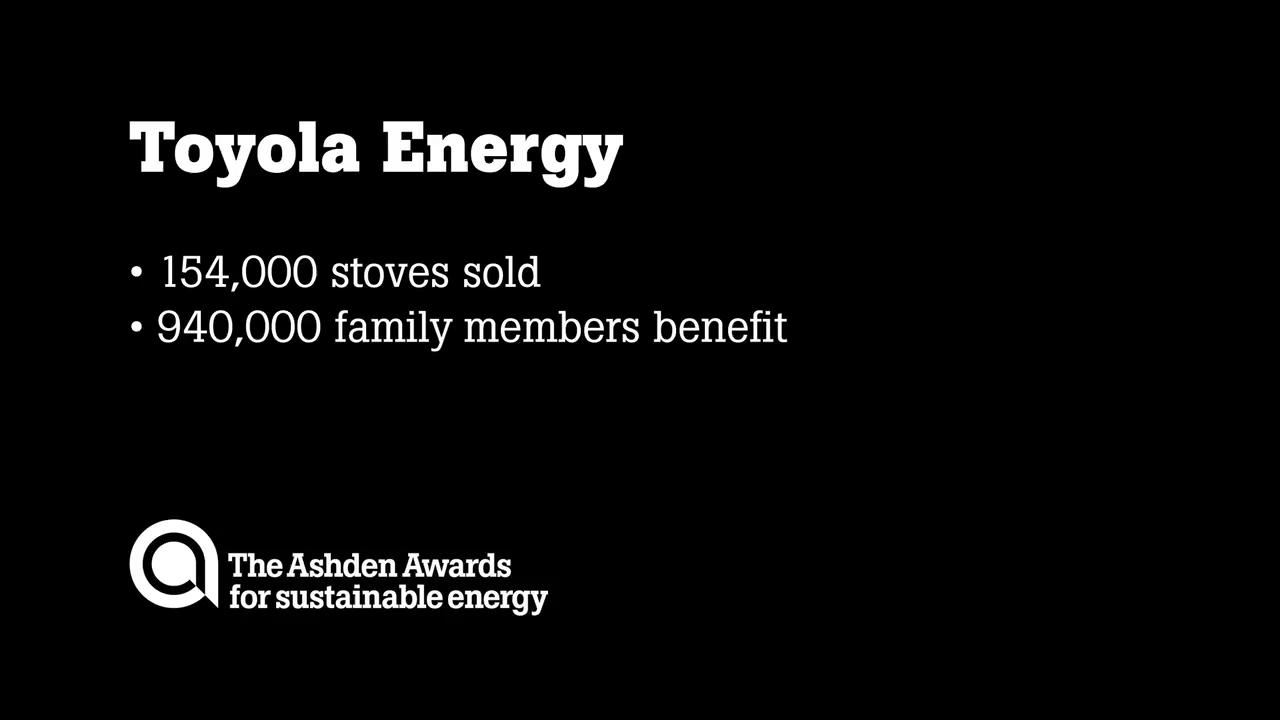 Toyola Energy
• 154,000 stoves sold
• 940,000 family members benefit
The Ashden Awards
for sustainable energy